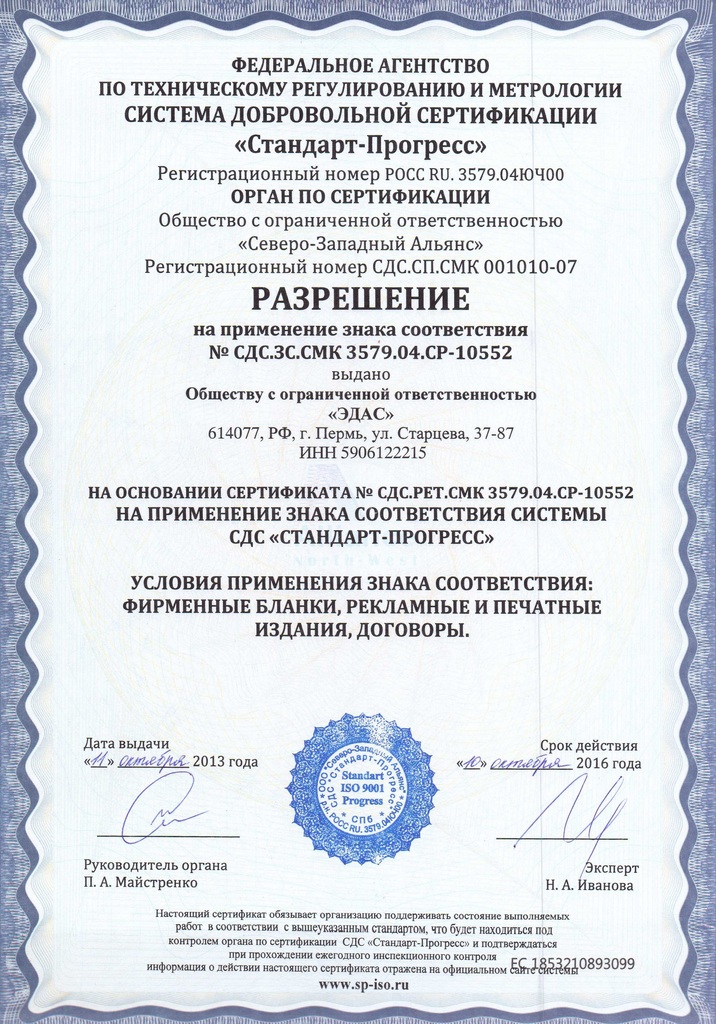 ФЕДЕРАЛЬНОЕ АГЕНТСТВО
ПО ТЕХНИЧЕСКОМУ РЕГУЛИРОВАНИЮ И МЕТРОЛОГИИ
СИСТЕМА ДОБРОВОЛЬНОЙ СЕРТИФИКАЦИИ
«Стандарт-Прогресс»
Регистрационный номер РОСС RU. 3579.04ЮЧ00
ОРГАН ПО СЕРТИФИКАЦИИ
Общество с ограниченной ответственностью
«Северо-Западный Альянс»
Регистрационный номер СДС.СП.СМК 001010-07
РАЗРЕШЕНИЕ
на применение знака соответствия
№ СДС.ЗС.СМК 3579.04.СР-10552
выдано
Обществу с ограниченной ответственностью
«ЭДАС»
614077, РФ, г. Пермь, ул. Старцева, 37-87
ИНН 5906122215
НА ОСНОВАНИИ СЕРТИФИКАТА № СДС.РЕТ.СМК 3579.04.СР-10552
НА ПРИМЕНЕНИЕ ЗНАКА СООТВЕТСТВИЯ СИСТЕМЫ
СДС «СТАНДАРТ-ПРОГРЕСС»
North-West
УСЛОВИЯ ПРИМЕНЕНИЯ ЗНАКА СООТВЕТСТВИЯ:
ФИРМЕННЫЕ БЛАНКИ, РЕКЛАМНЫЕ И ПЕЧАТНЫЕ
ИЗДАНИЯ, ДОГОВОРЫ.
Дата выдачи
«11» октября 2013 года
Срок действия
«10» октября 2016 года
ООО "Северо-Западный Альянс"
СДС "Стандарт-Прогресс"
Standart
ISO 9001
Progress
р.н. РОСС RU. 3579.04ЮЧ00
СПб
Руководитель органа
П. А. Майстренко
Эксперт
Н. А. Иванова
Настоящий сертификат обязывает организацию поддерживать состояние выполняемых
работ в соответствии с вышеуказанным стандартом, что будет находиться под
контролем органа по сертификации СДС «Стандарт-Прогресс» и подтверждаться
при прохождении ежегодного инспекционного контроля
информация о действии настоящего сертификата отражена на официальном сайте системы
ЕС 1853210893099
www.sp-iso.ru